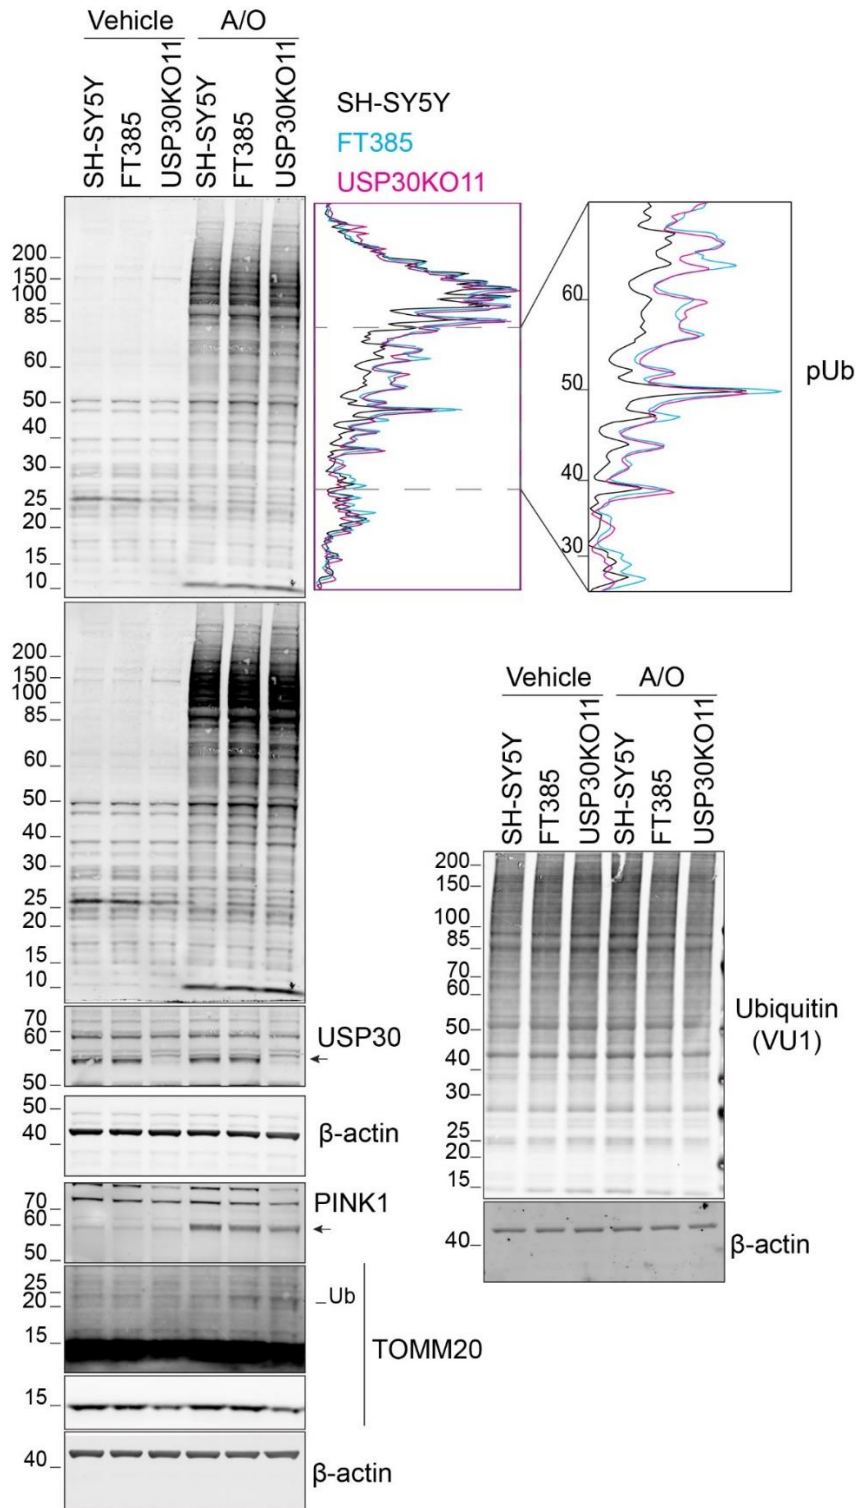 Vehicle A/O
SH-SY5Y
FT385
USP30KO11
SH-SY5Y
FT385
USP30KO11
SH-SY5Y
FT385
USP30KO11
200
150
100
85
60
50
40
30
25
20
15
10
60
50
40
30
pUb
200
150
100
85
60
50
40
30
25
20
15
10
70
60
50
USP30
50
40
β-actin
70
60
50
PINK1
25
20
15
Ub
15
TOMM20
40
β-actin
Vehicle A/O
SH-SY5Y
FT385
USP30KO11
SH-SY5Y
FT385
USP30KO11
200
150
100
85
70
60
50
40
30
25
20
15
Ubiquitin
(VU1)
40
β-actin